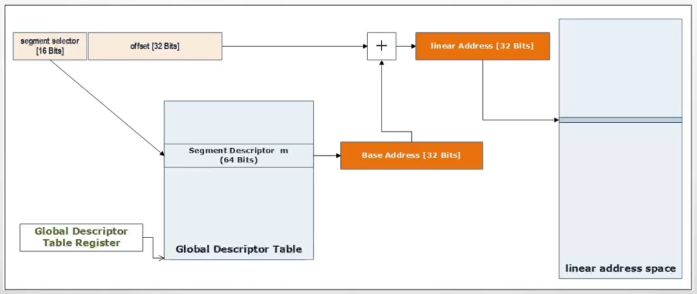 segment selector
[16 Bits]
offset [32 Bits]
+
linear Address [32 Bits]
Segment Descriptor m
(64 Bits)
Base Address [32 Bits]
Global Descriptor
Table Register
Global Descriptor Table
linear address space